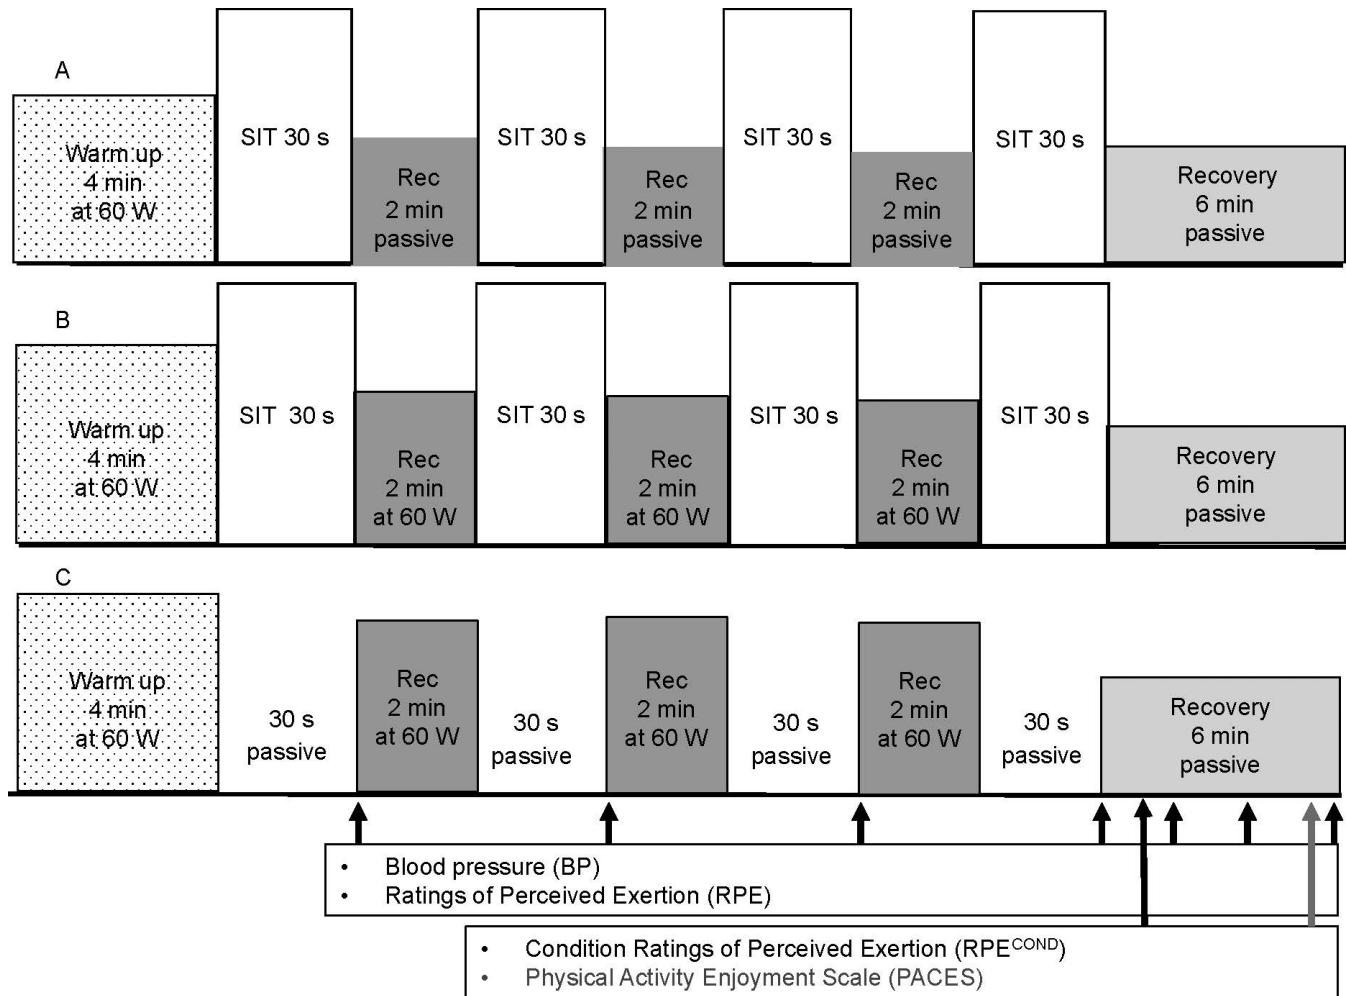 A
Warm up
4 min
at 60 W
SIT 30 s
Rec
2 min
passive
SIT 30 s
Rec
2 min
passive
SIT 30 s
Rec
2 min
passive
SIT 30 s
Recovery
6 min
passive
B
Warm up
4 min
at 60 W
SIT 30 s
Rec
2 min
at 60 W
SIT 30 s
Rec
2 min
at 60 W
SIT 30 s
Rec
2 min
at 60 W
SIT 30 s
Recovery
6 min
passive
C
Warm up
4 min
at 60 W
30 s
passive
Rec
2 min
at 60 W
30 s
passive
Rec
2 min
at 60 W
30 s
passive
Rec
2 min
at 60 W
30 s
passive
Recovery
6 min
passive
• Blood pressure (BP)
• Ratings of Perceived Exertion (RPE)
• Condition Ratings of Perceived Exertion (RPE^COND)
• Physical Activity Enjoyment Scale (PACES)